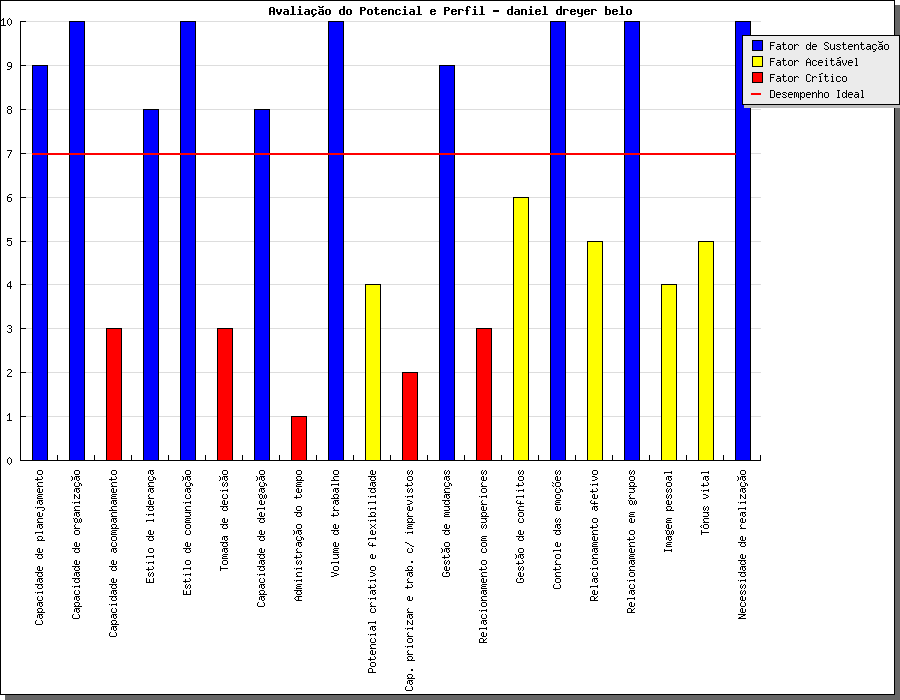 Avaliação do Potencial e Perfil - daniel dreyer belo
10
9
8
7
6
5
4
3
2
1
0
Fator de Sustentação
Fator Aceitável
Fator Crítico
Desempenho Ideal
Capacidade de planejamento
Capacidade de organização
Capacidade de acompanhamento
Estilo de liderança
Estilo de comunicação
Tomada de decisão
Capacidade de delegação
Administração do tempo
Volume de trabalho
Potencial criativo e flexibilidade
Cap. priorizar e trab. c/ imprevistos
Gestão de mudanças
Relacionamento com superiores
Gestão de conflitos
Controle das emoções
Relacionamento afetivo
Relacionamento em grupos
Imagem pessoal
Tônus vital
Necessidade de realização